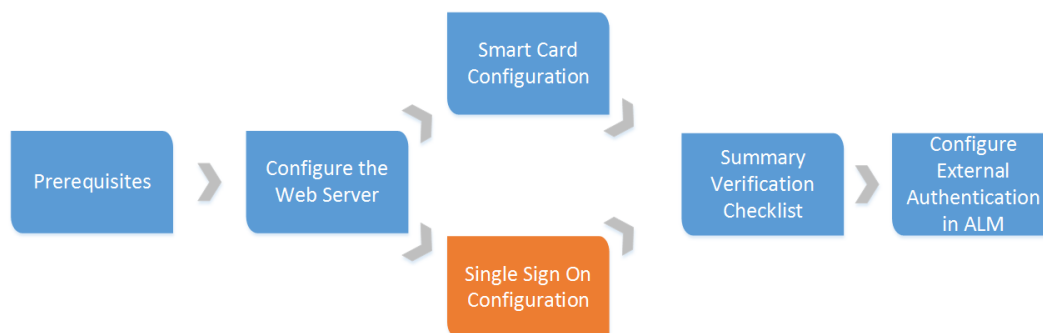 Prerequisites
Configure the
Web Server
Smart Card
Configuration
Single Sign On
Configuration
Summary
Verification
Checklist
Configure
External
Authentication
in ALM